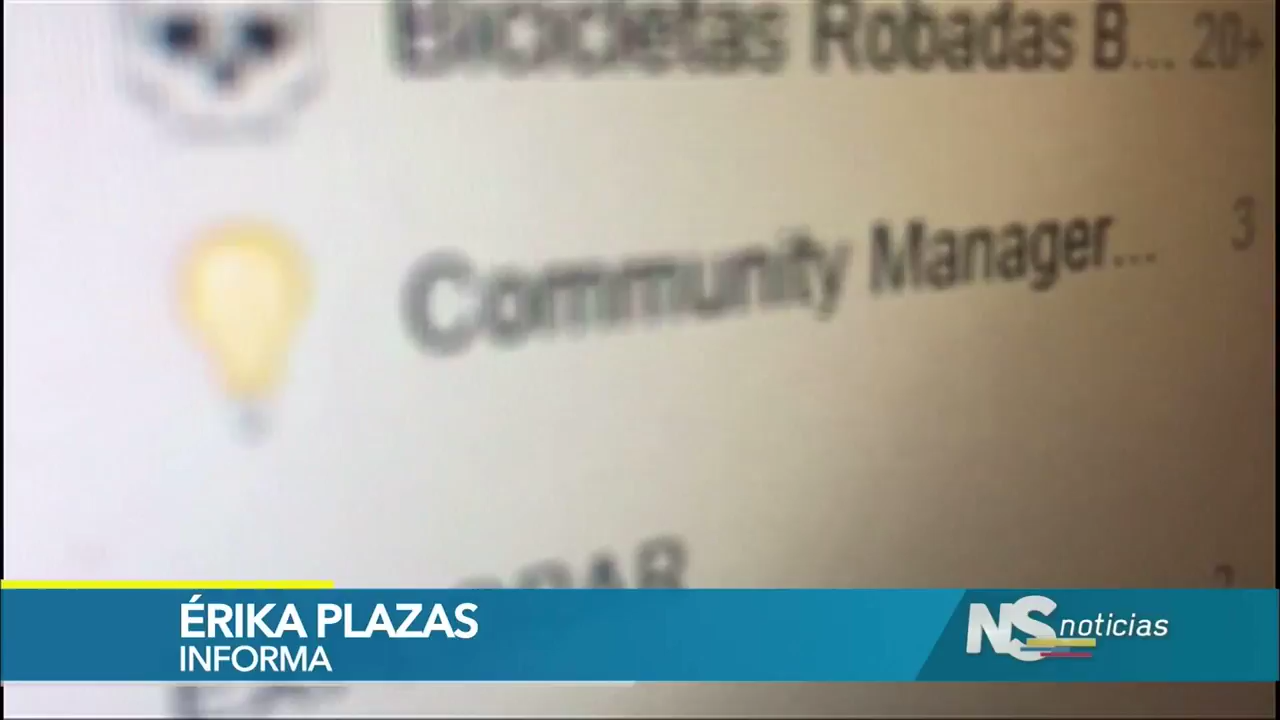 Bicicletas Robadas B... 20+
Community Manager... 3
ÉRIKA PLAZAS
INFORMA
NS noticias